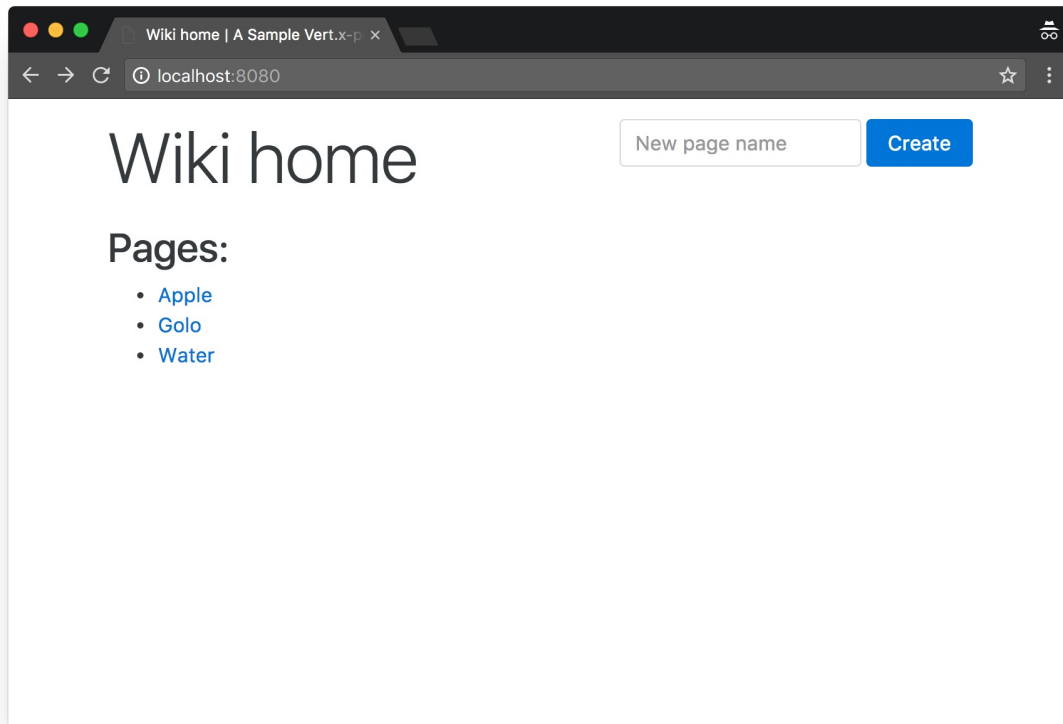 Wiki home | A Sample Vert.x-p
localhost:8080
Wiki home
New page name
Create
Pages:
• Apple
• Golo
• Water